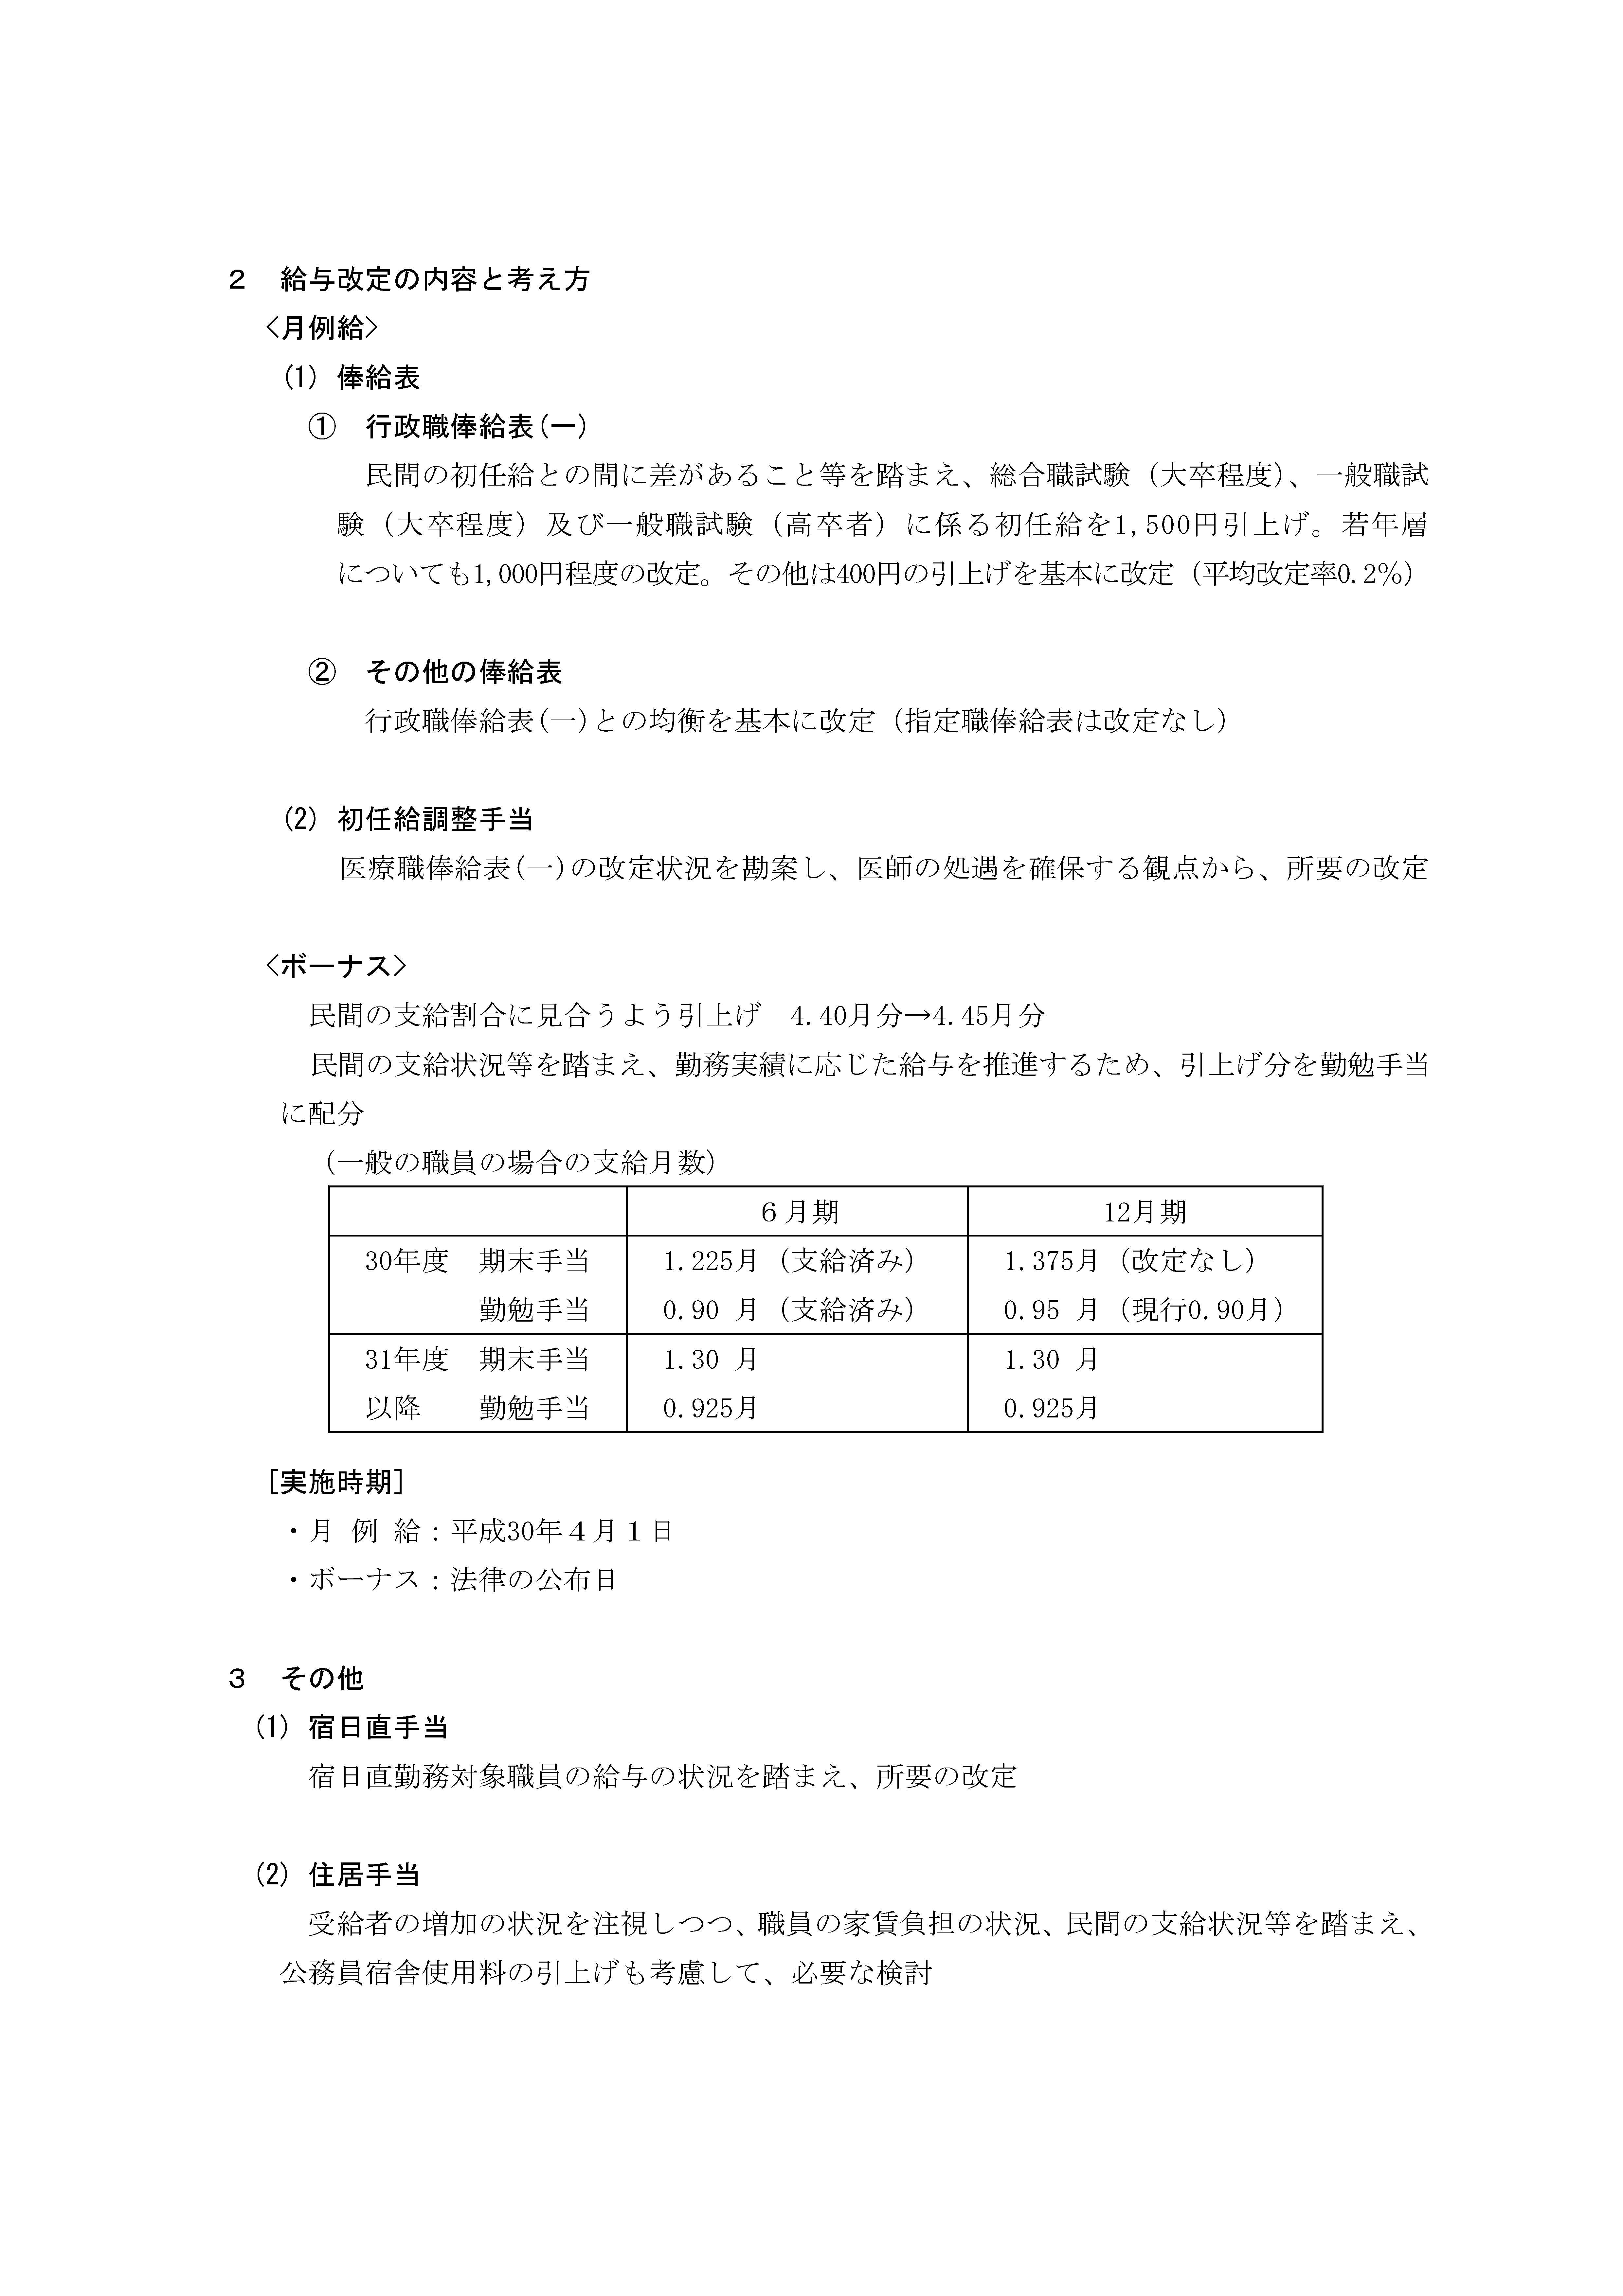 ２　給与改定の内容と考え方
＜月例給＞
(1) 俸給表
①　行政職俸給表(一)
民間の初任給との間に差があること等を踏まえ、総合職試験（大卒程度）、一般職試
験（大卒程度）及び一般職試験（高卒者）に係る初任給を1,500円引上げ。若年層
についても1,000円程度の改定。その他は400円の引上げを基本に改定（平均改定率0.2％）
②　その他の俸給表
行政職俸給表(一)との均衡を基本に改定（指定職俸給表は改定なし）
(2) 初任給調整手当
医療職俸給表(一)の改定状況を勘案し、医師の処遇を確保する観点から、所要の改定
＜ボーナス＞
民間の支給割合に見合うよう引上げ　4.40月分→4.45月分
民間の支給状況等を踏まえ、勤務実績に応じた給与を推進するため、引上げ分を勤勉手当
に配分
（一般の職員の場合の支給月数）
６月期　12月期
30年度　期末手当　1.225月（支給済み）　1.375月（改定なし）
勤勉手当　0.90 月（支給済み）　0.95 月（現行0.90月）
31年度　期末手当　1.30 月　1.30 月
以降　勤勉手当　0.925月　0.925月
[実施時期]
・月 例 給：平成30年４月１日
・ボーナス：法律の公布日
３　その他
(1) 宿日直手当
宿日直勤務対象職員の給与の状況を踏まえ、所要の改定
(2) 住居手当
受給者の増加の状況を注視しつつ、職員の家賃負担の状況、民間の支給状況等を踏まえ、
公務員宿舎使用料の引上げも考慮して、必要な検討